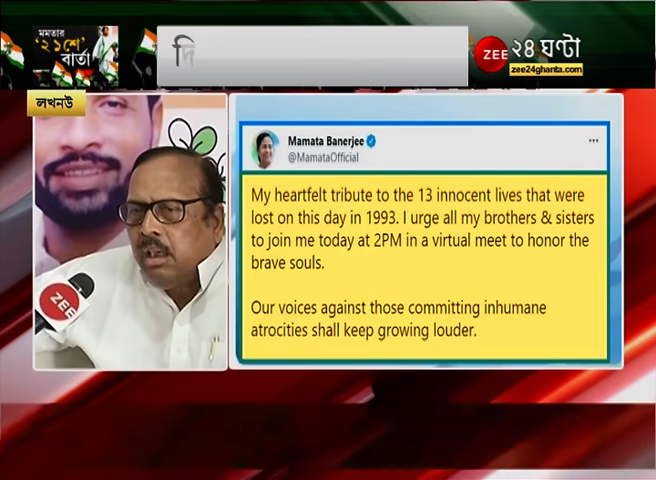 মমতার
'২১শে'
বার্তা
দি
ZEE ২৪ ঘণ্টা
zee24ghanta.com
লখনউ
Mamata Banerjee
@MamataOfficial
My heartfelt tribute to the 13 innocent lives that were
lost on this day in 1993. I urge all my brothers & sisters
to join me today at 2PM in a virtual meet to honor the
brave souls.
Our voices against those committing inhumane
atrocities shall keep growing louder.
ZEE